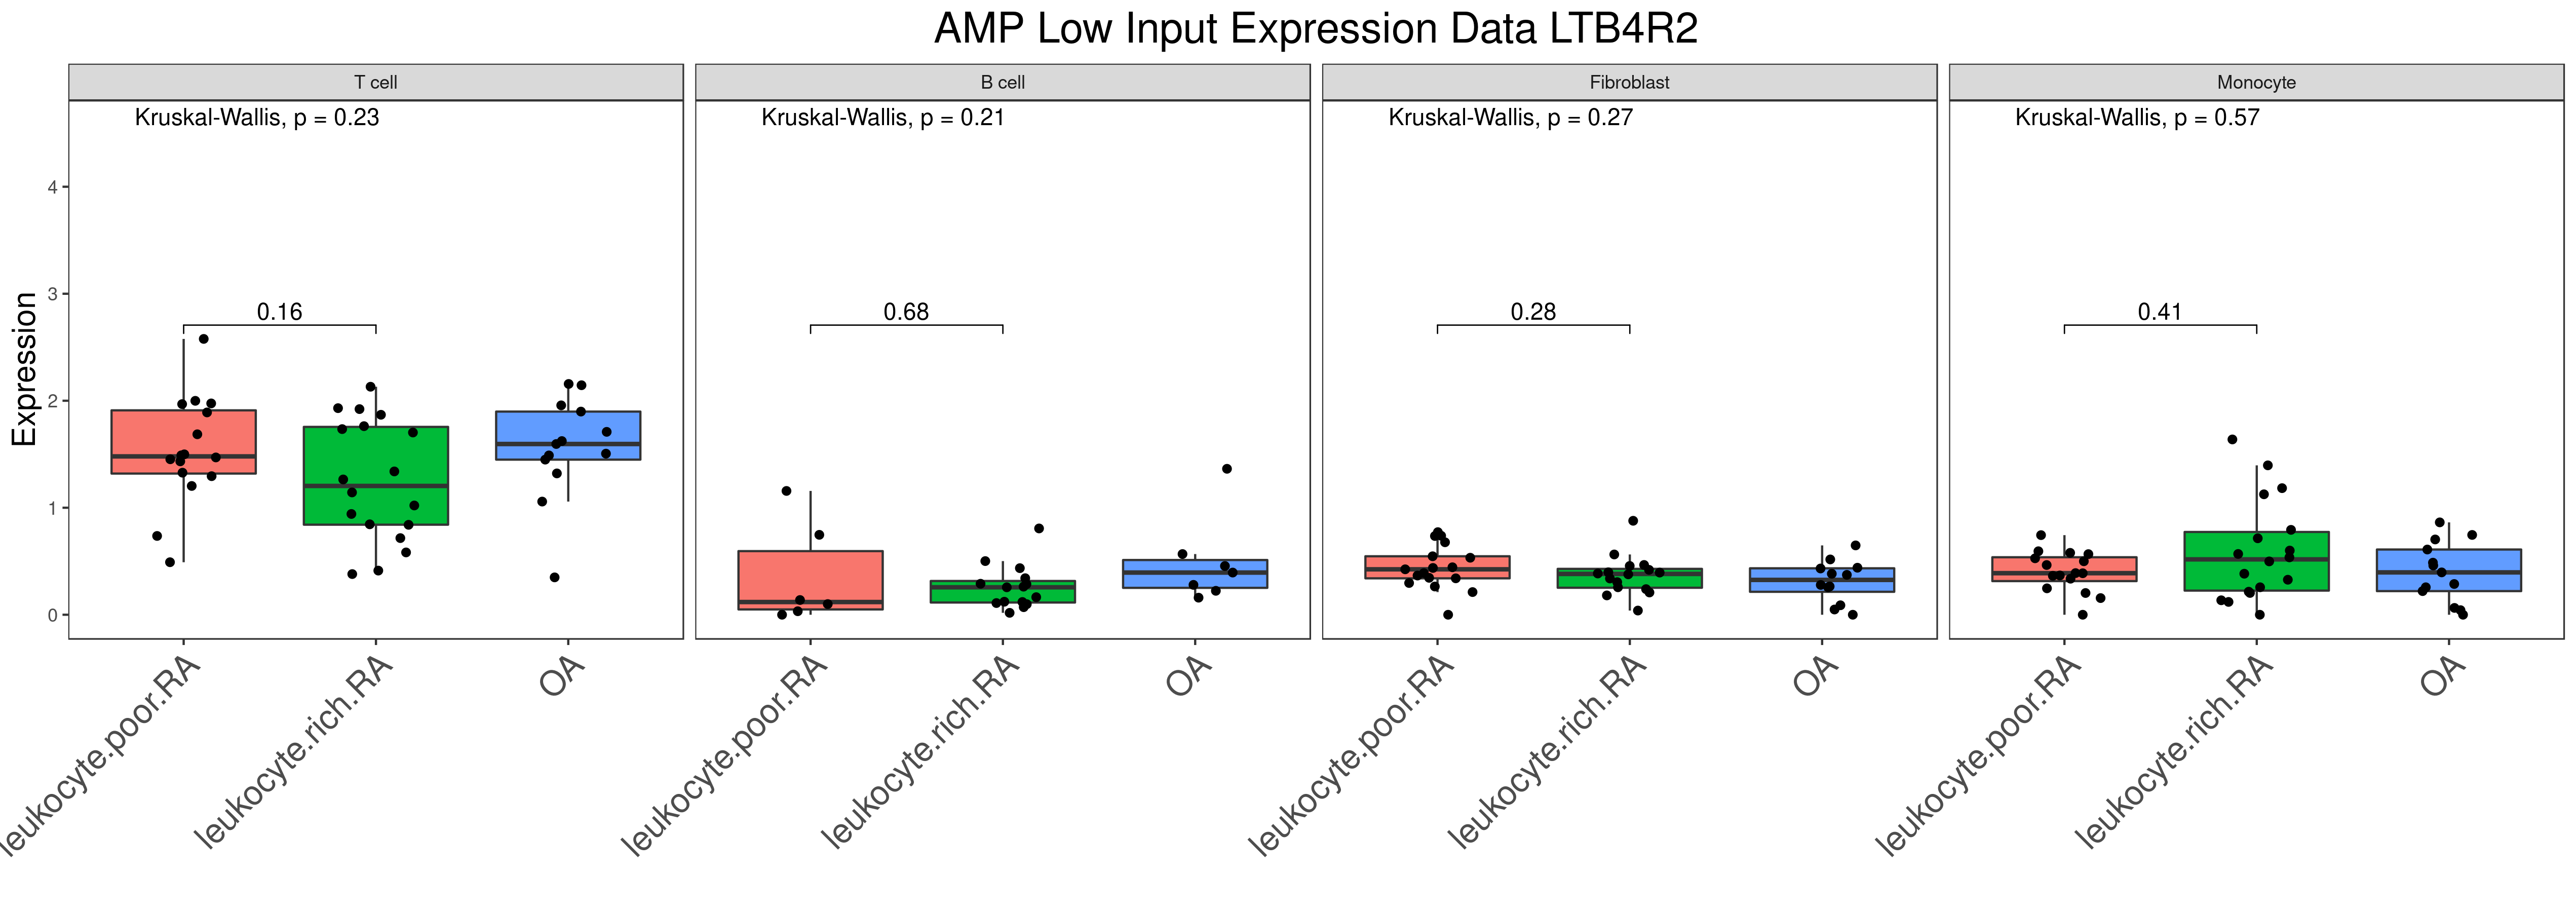 AMP Low Input Expression Data LTB4R2
T cell
B cell
Fibroblast
Monocyte
Kruskal-Wallis, p = 0.23
Kruskal-Wallis, p = 0.21
Kruskal-Wallis, p = 0.27
Kruskal-Wallis, p = 0.57
Expression
4
3
2
1
0
0.16
0.68
0.28
0.41
leukocyte.poor.RA
leukocyte.rich.RA
OA
leukocyte.poor.RA
leukocyte.rich.RA
OA
leukocyte.poor.RA
leukocyte.rich.RA
OA
leukocyte.poor.RA
leukocyte.rich.RA
OA